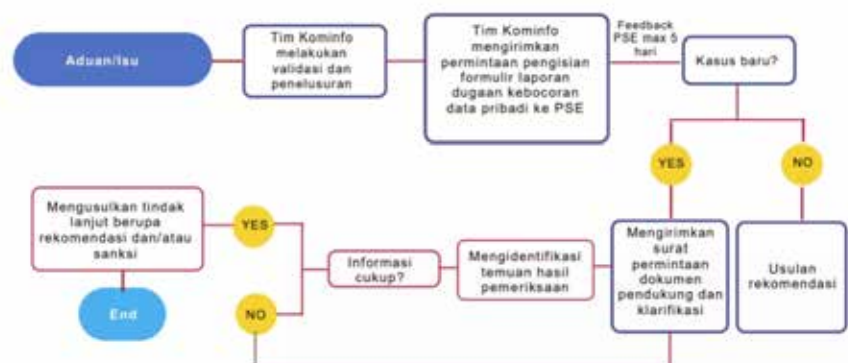 Aduan/Isu
Tim Kominfo
melakukan
validasi dan
penelusuran
Tim Kominfo
mengirimkan
permintaan pengisian
formulir laporan
dugaan kebocoran
data pribadi ke PSE
Feedback
PSE max 5
hari
Kasus baru?
YES
NO
Mengirimkan
surat
permintaan
dokumen
pendukung dan
klarifikasi
Usulan
rekomendasi
Mengidentifikasi
temuan hasil
pemeriksaan
Informasi
cukup?
YES
NO
Mengusulkan tindak
lanjut berupa
rekomendasi dan/atau
sanksi
End